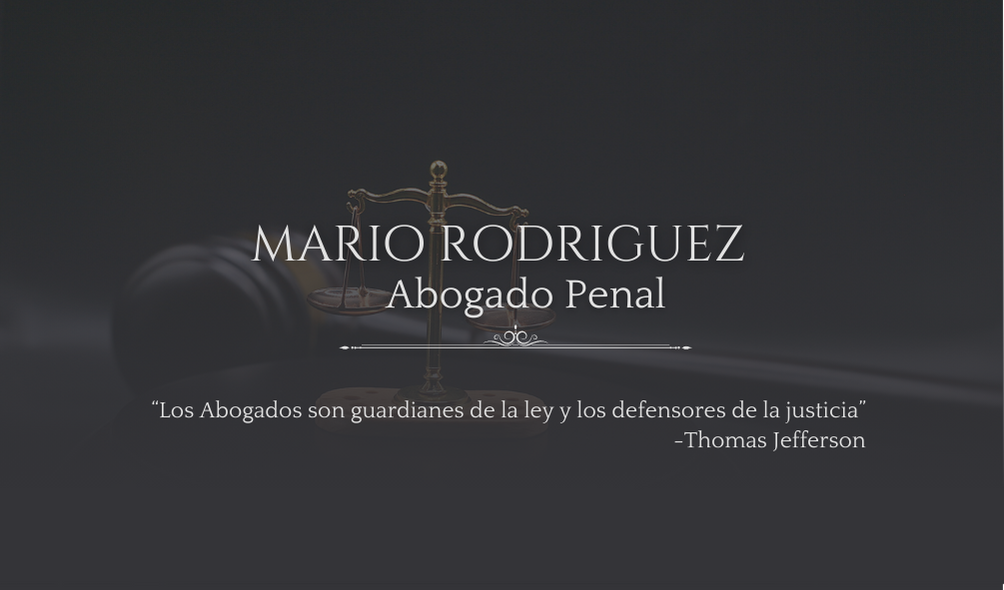 MARIO RODRIGUEZ
Abogado Penal
“Los Abogados son guardianes de la ley y los defensores de la justicia”
-Thomas Jefferson